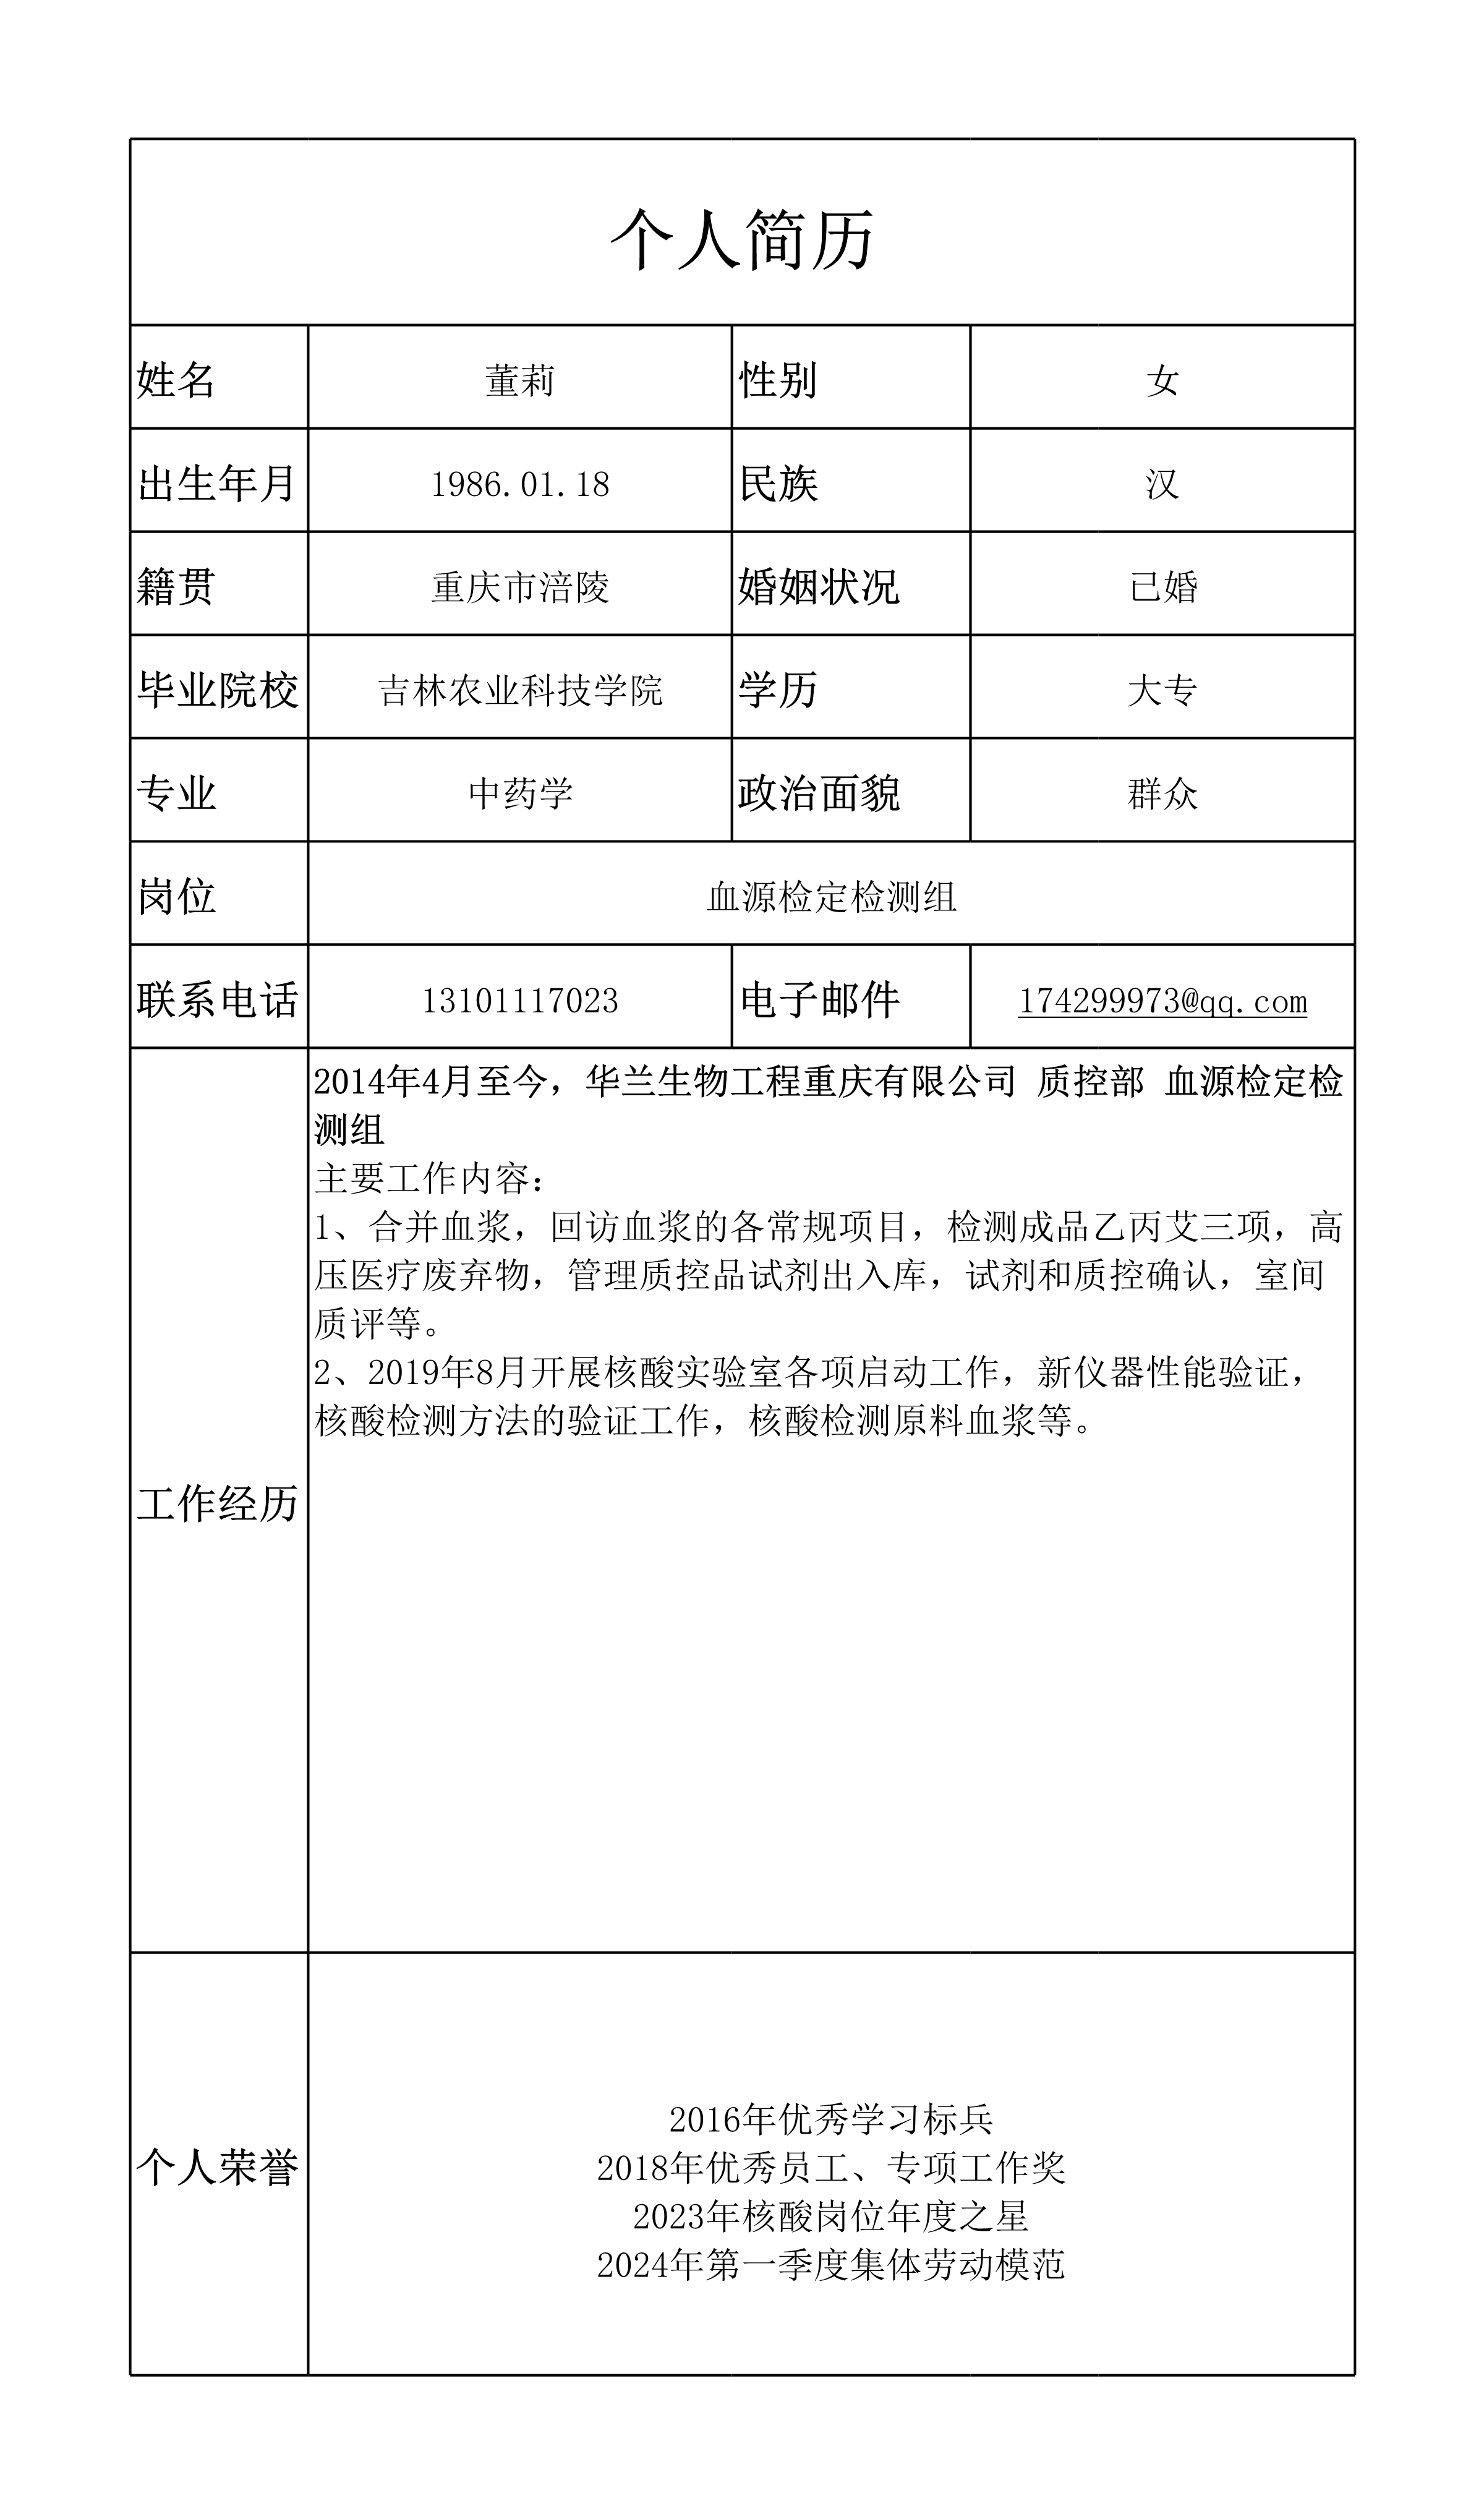 个人简历
姓名 董莉 性别 女
出生年月 1986.01.18 民族 汉
籍贯 重庆市涪陵 婚姻状况 已婚
毕业院校 吉林农业科技学院 学历 大专
专业 中药学 政治面貌 群众
岗位 血源检定检测组
联系电话 13101117023 电子邮件 174299973@qq.com
工作经历
2014年4月至今，华兰生物工程重庆有限公司 质控部 血源检定检
测组
主要工作内容：
1、合并血浆，回访血浆的各常规项目，检测成品乙丙艾三项，高
压医疗废弃物，管理质控品试剂出入库，试剂和质控确认，室间
质评等。
2、2019年8月开展核酸实验室各项启动工作，新仪器性能验证，
核酸检测方法的验证工作，核酸检测原料血浆等。
个人荣誉
2016年优秀学习标兵
2018年优秀员工、专项工作奖
2023年核酸岗位年度之星
2024年第一季度集体劳动模范